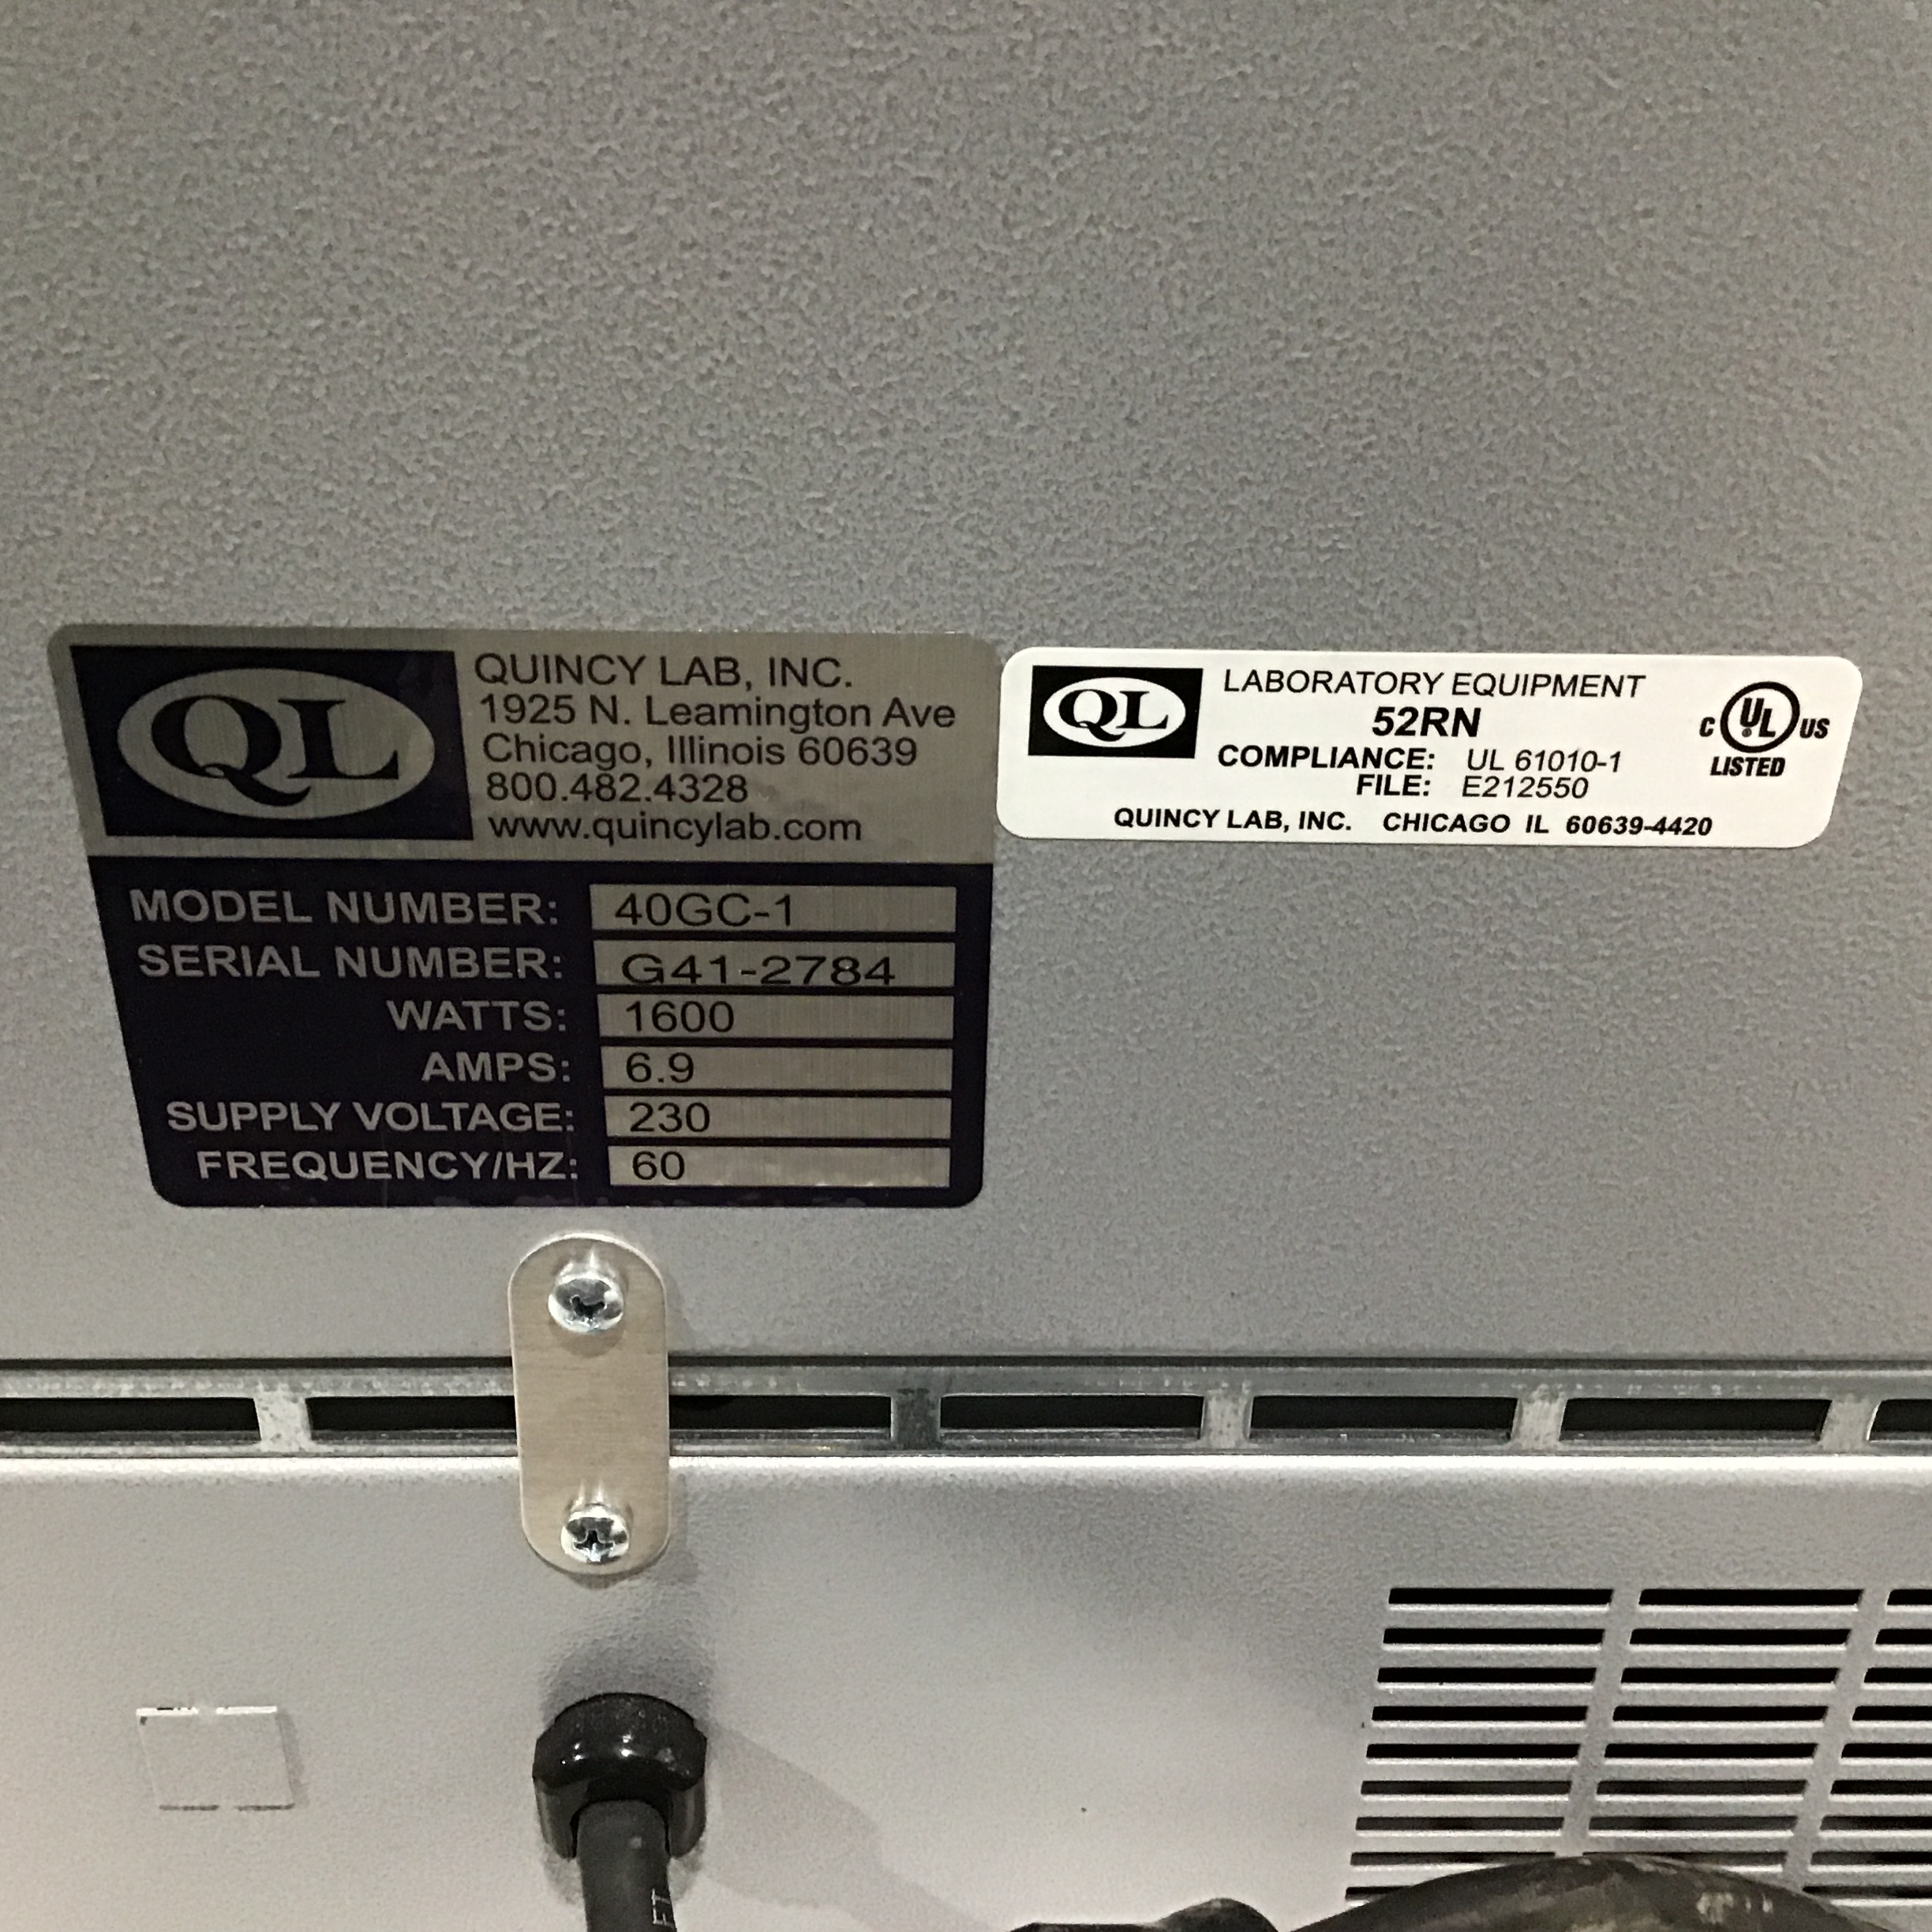 QL
QUINCY LAB, INC.
1925 N. Leamington Ave
Chicago, Illinois 60639
800.482.4328
www.quincylab.com
MODEL NUMBER: 40GC-1
SERIAL NUMBER: G41-2784
WATTS: 1600
AMPS: 6.9
SUPPLY VOLTAGE: 230
FREQUENCY/HZ: 60
QL
LABORATORY EQUIPMENT
52RN
COMPLIANCE: UL 61010-1
FILE: E212550
QUINCY LAB, INC. CHICAGO IL 60639-4420
C UL US
LISTED